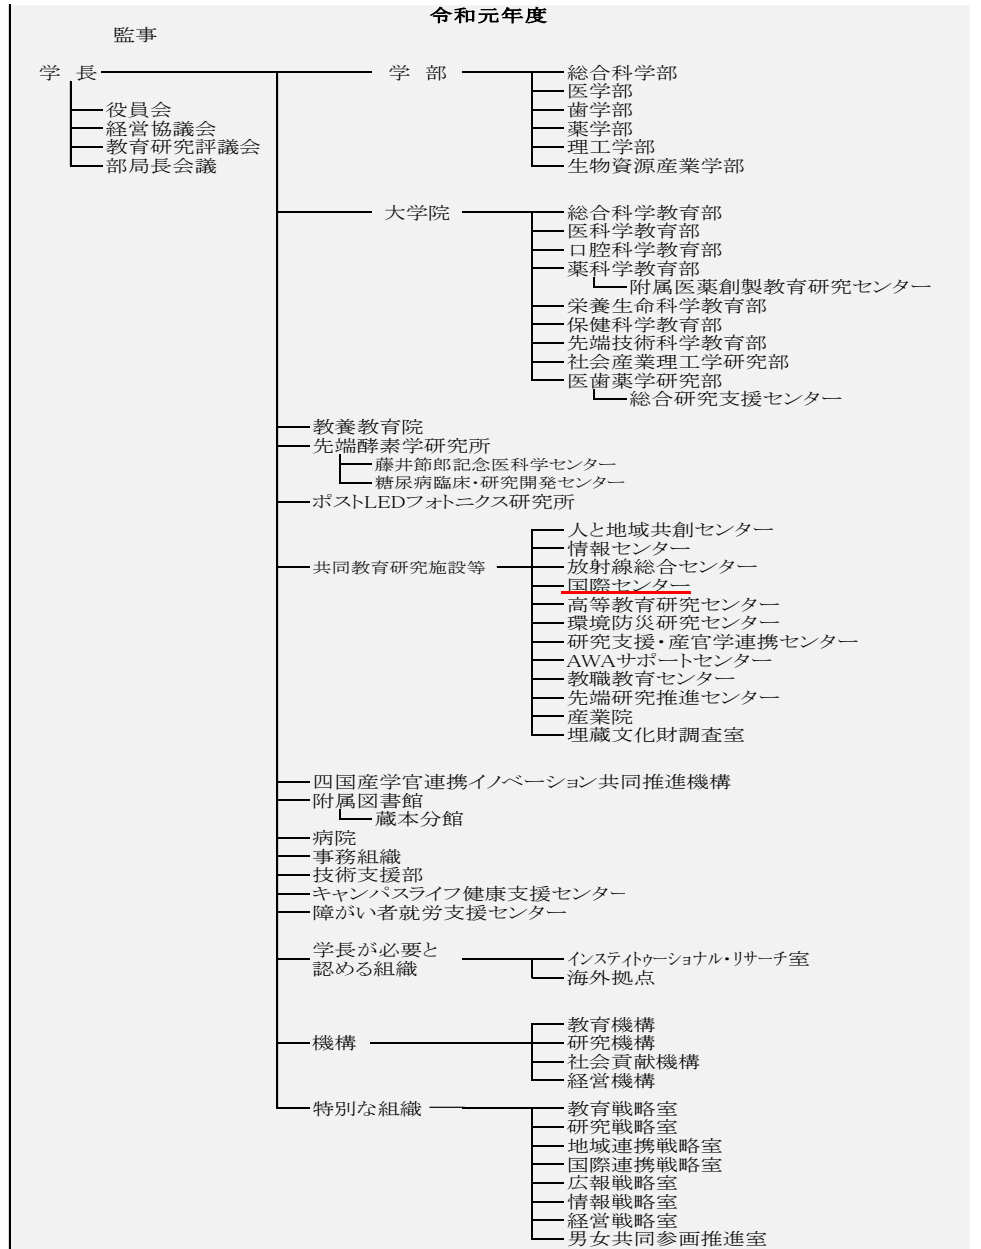 令和元年度
監事
学 長
役員会
経営協議会
教育研究評議会
部局長会議
学 部
総合科学部
医学部
歯学部
薬学部
理工学部
生物資源産業学部
大学院
総合科学教育部
医科学教育部
口腔科学教育部
薬科学教育部
附属医薬創製教育研究センター
栄養生命科学教育部
保健科学教育部
先端技術科学教育部
社会産業理工学研究部
医歯薬学研究部
総合研究支援センター
教養教育院
先端酵素学研究所
藤井節郎記念医科学センター
糖尿病臨床・研究開発センター
ポストLEDフォトニクス研究所
共同教育研究施設等
人と地域共創センター
情報センター
放射線総合センター
国際センター
高等教育研究センター
環境防災研究センター
研究支援・産官学連携センター
AWAサポートセンター
教職教育センター
先端研究推進センター
産業院
埋蔵文化財調査室
四国産学官連携イノベーション共同推進機構
附属図書館
蔵本分館
病院
事務組織
技術支援部
キャンパスライフ健康支援センター
障がい者就労支援センター
学長が必要と
認める組織
インスティトゥーショナル・リサーチ室
海外拠点
機構
教育機構
研究機構
社会貢献機構
経営機構
特別な組織
教育戦略室
研究戦略室
地域連携戦略室
国際連携戦略室
広報戦略室
情報戦略室
経営戦略室
男女共同参画推進室